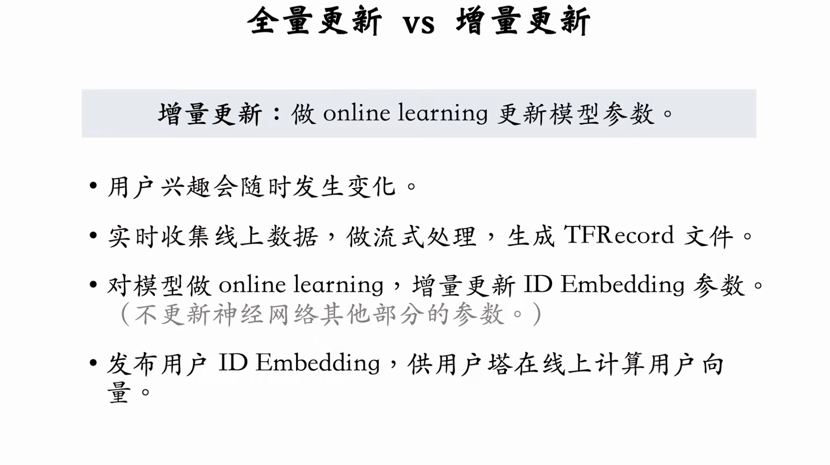 全量更新 vs 增量更新
增量更新：做 online learning 更新模型参数。
• 用户兴趣会随时发生变化。
• 实时收集线上数据，做流式处理，生成 TFRecord 文件。
• 对模型做 online learning，增量更新 ID Embedding 参数。
（不更新神经网络其他部分的参数。）
• 发布用户 ID Embedding，供用户塔在线上计算用户向
量。